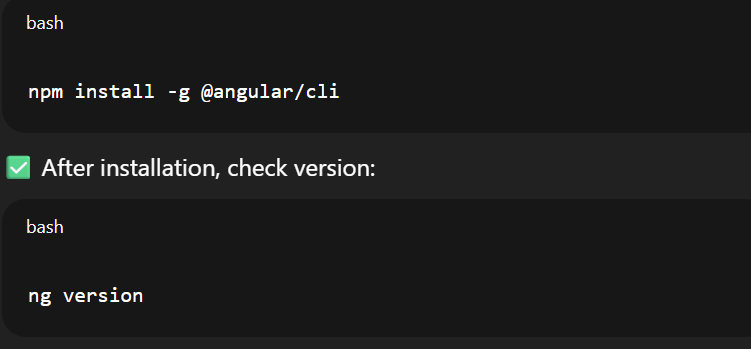 bash
npm install -g @angular/cli
✅ After installation, check version:
bash
ng version